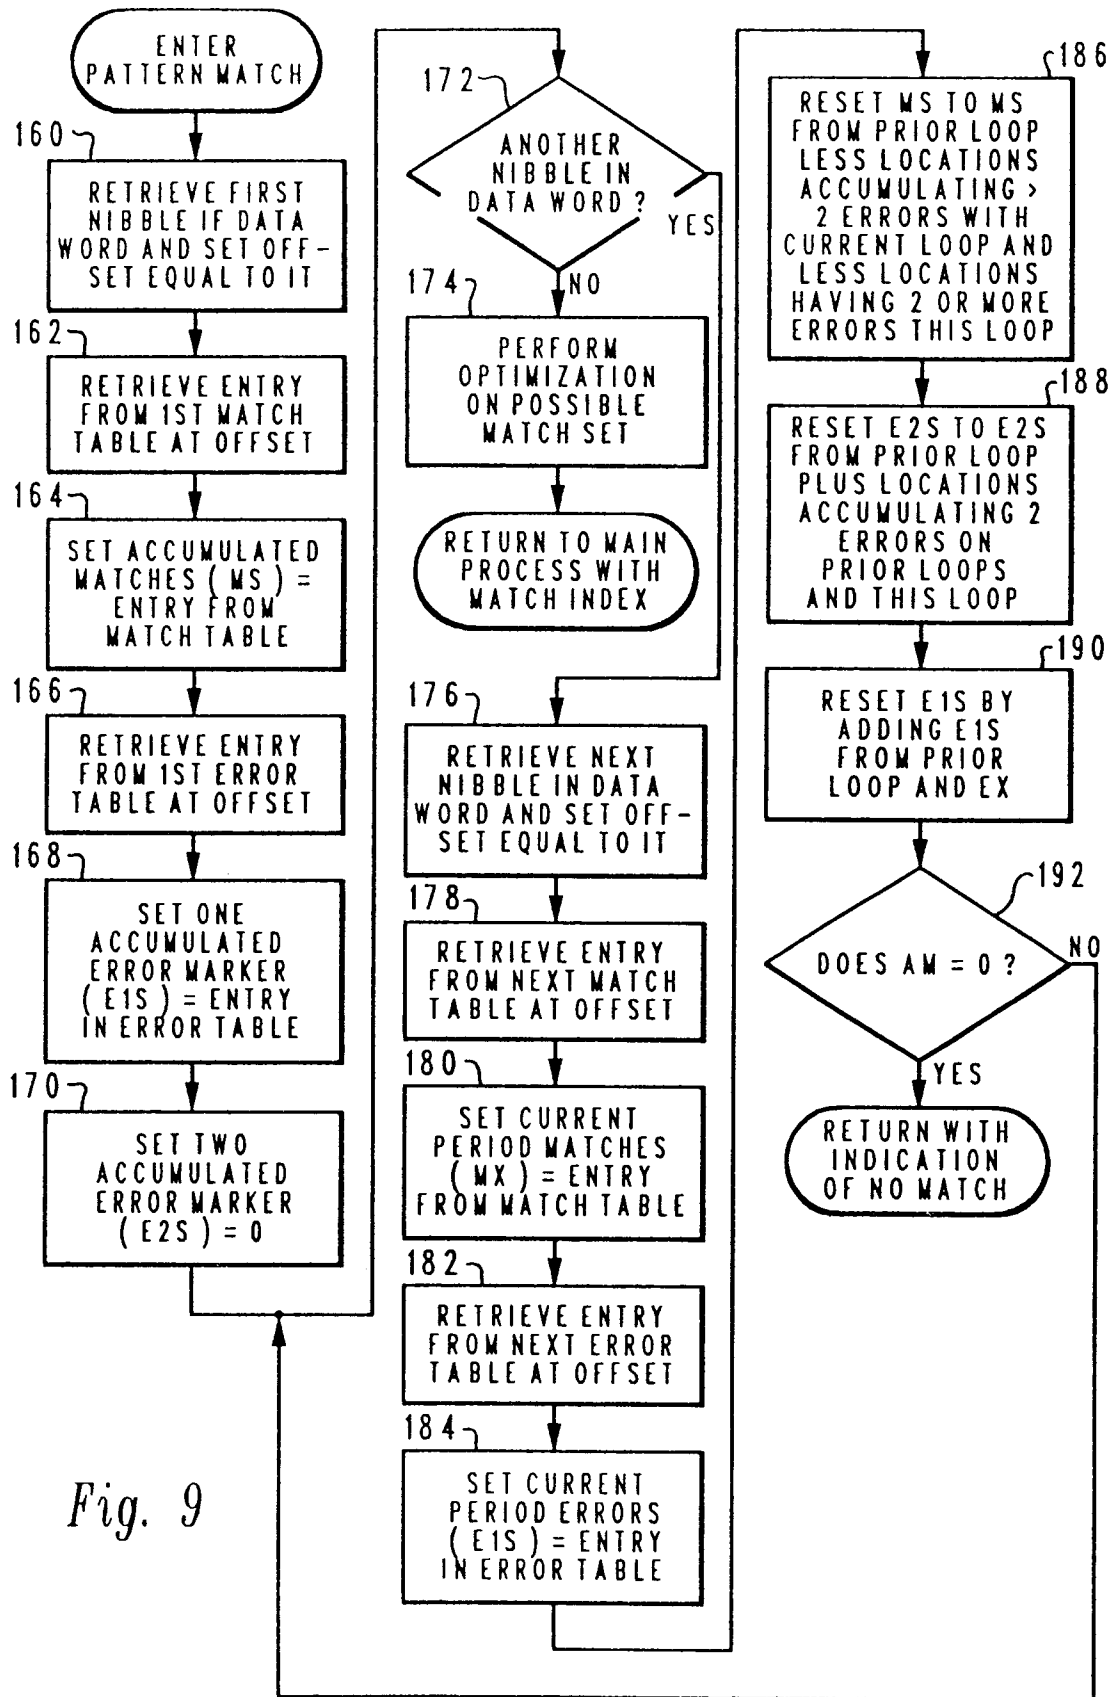 ENTER
PATTERN MATCH
160
RETRIEVE FIRST
NIBBLE IF DATA
WORD AND SET OFF-
SET EQUAL TO IT
162
RETRIEVE ENTRY
FROM 1ST MATCH
TABLE AT OFFSET
164
SET ACCUMULATED
MATCHES (MS) =
ENTRY FROM
MATCH TABLE
166
RETRIEVE ENTRY
FROM 1ST ERROR
TABLE AT OFFSET
168
SET ONE
ACCUMULATED
ERROR MARKER
(E1S) = ENTRY
IN ERROR TABLE
170
SET TWO
ACCUMULATED
ERROR MARKER
(E2S) = 0
172
ANOTHER
NIBBLE IN
DATA WORD ?
YES
NO
174
PERFORM
OPTIMIZATION
ON POSSIBLE
MATCH SET
RETURN TO MAIN
PROCESS WITH
MATCH INDEX
176
RETRIEVE NEXT
NIBBLE IN DATA
WORD AND SET OFF-
SET EQUAL TO IT
178
RETRIEVE ENTRY
FROM NEXT MATCH
TABLE AT OFFSET
180
SET CURRENT
PERIOD MATCHES
(MX) = ENTRY
FROM MATCH TABLE
182
RETRIEVE ENTRY
FROM NEXT ERROR
TABLE AT OFFSET
184
SET CURRENT
PERIOD ERRORS
(E1S) = ENTRY
IN ERROR TABLE
186
RESET MS TO MS
FROM PRIOR LOOP
LESS LOCATIONS
ACCUMULATING >
2 ERRORS WITH
CURRENT LOOP AND
LESS LOCATIONS
HAVING 2 OR MORE
ERRORS THIS LOOP
188
RESET E2S TO E2S
FROM PRIOR LOOP
PLUS LOCATIONS
ACCUMULATING 2
ERRORS ON
PRIOR LOOPS
AND THIS LOOP
190
RESET E1S BY
ADDING E1S
FROM PRIOR
LOOP AND EX
192
DOES AM = 0 ?
NO
YES
RETURN WITH
INDICATION
OF NO MATCH
Fig. 9